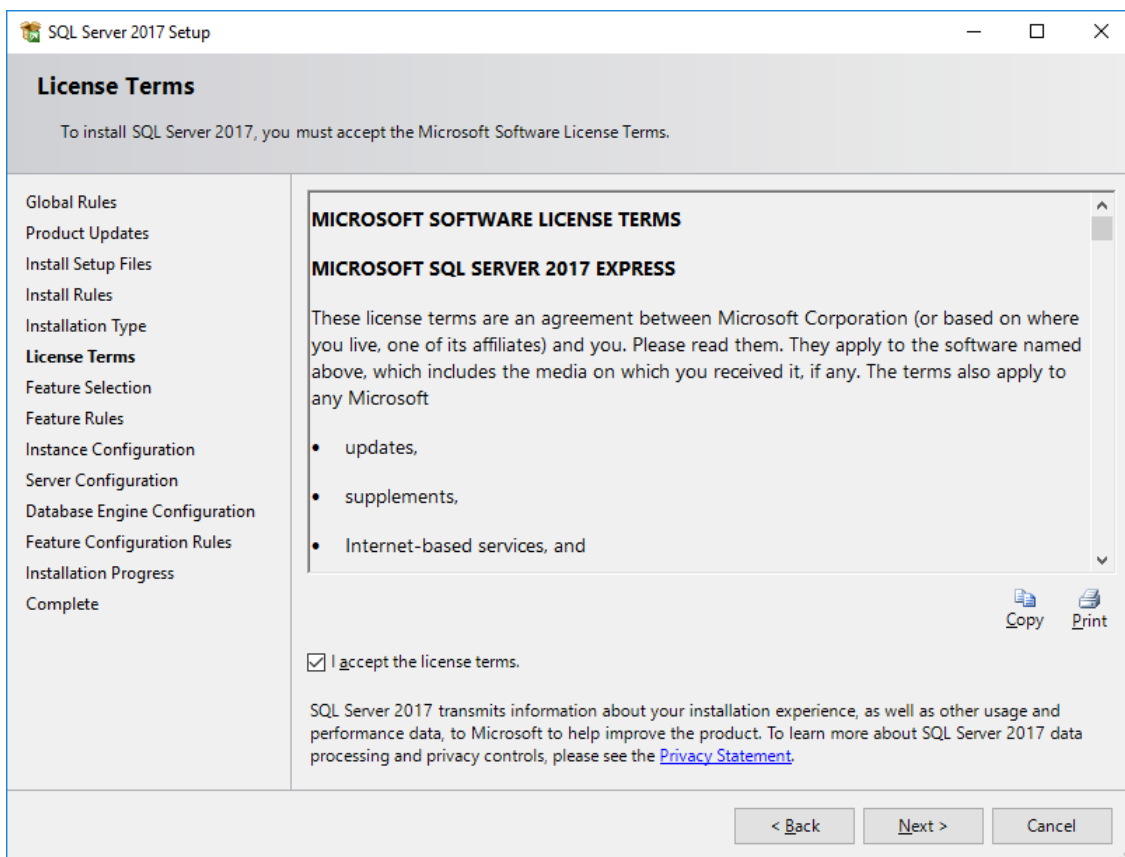 SQL Server 2017 Setup
License Terms
To install SQL Server 2017, you must accept the Microsoft Software License Terms.
Global Rules
Product Updates
Install Setup Files
Install Rules
Installation Type
License Terms
Feature Selection
Feature Rules
Instance Configuration
Server Configuration
Database Engine Configuration
Feature Configuration Rules
Installation Progress
Complete
MICROSOFT SOFTWARE LICENSE TERMS
MICROSOFT SQL SERVER 2017 EXPRESS
These license terms are an agreement between Microsoft Corporation (or based on where
you live, one of its affiliates) and you. Please read them. They apply to the software named
above, which includes the media on which you received it, if any. The terms also apply to
any Microsoft
• updates,
• supplements,
• Internet-based services, and
Copy
Print
I accept the license terms.
SQL Server 2017 transmits information about your installation experience, as well as other usage and
performance data, to Microsoft to help improve the product. To learn more about SQL Server 2017 data
processing and privacy controls, please see the Privacy Statement.
< Back
Next >
Cancel